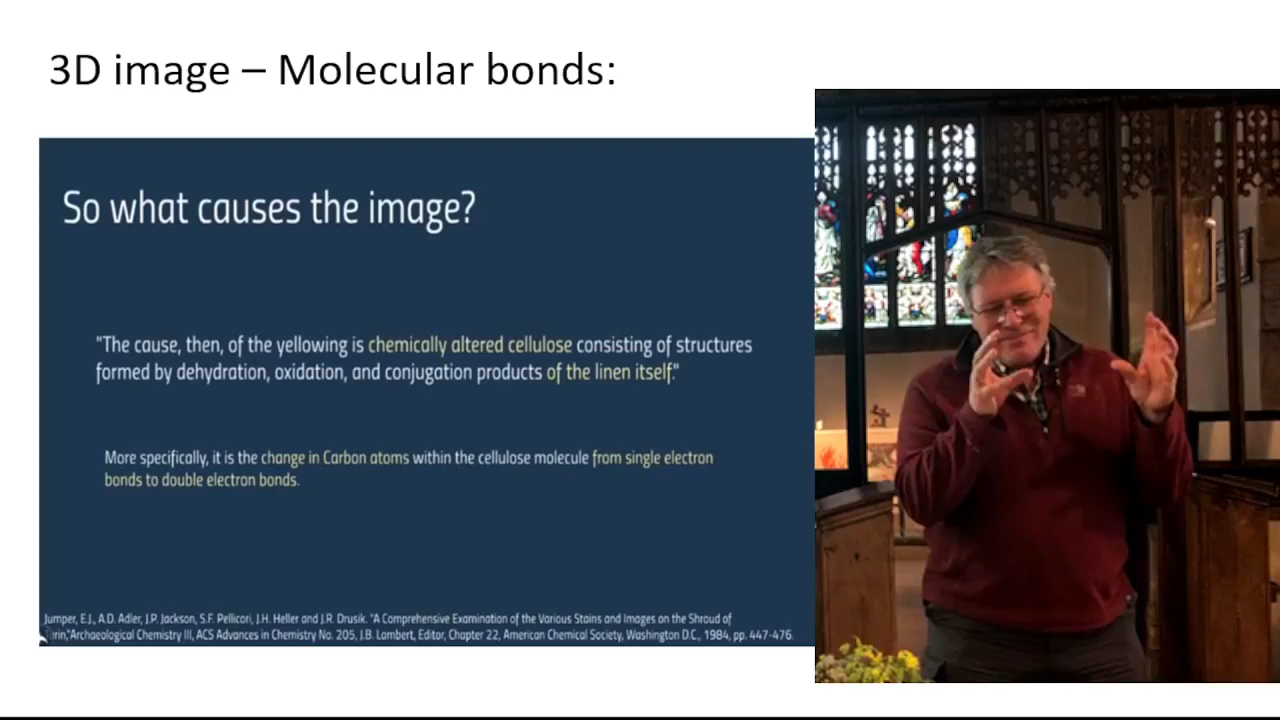 3D image – Molecular bonds:
So what causes the image?
"The cause, then, of the yellowing is chemically altered cellulose consisting of structures
formed by dehydration, oxidation, and conjugation products of the linen itself."
More specifically, it is the change in Carbon atoms within the cellulose molecule from single electron
bonds to double electron bonds.
Jumper, E.J., A.D. Adler, J.P. Jackson, S.F. Pellicori, J.H. Heller and J.R. Drusik. "A Comprehensive Examination of the Various Stains and Images on the Shroud of
rin,"Archaeological Chemistry III, ACS Advances in Chemistry No. 205, J.B. Lambert, Editor, Chapter 22, American Chemical Society, Washington D.C., 1984, pp. 447-476.